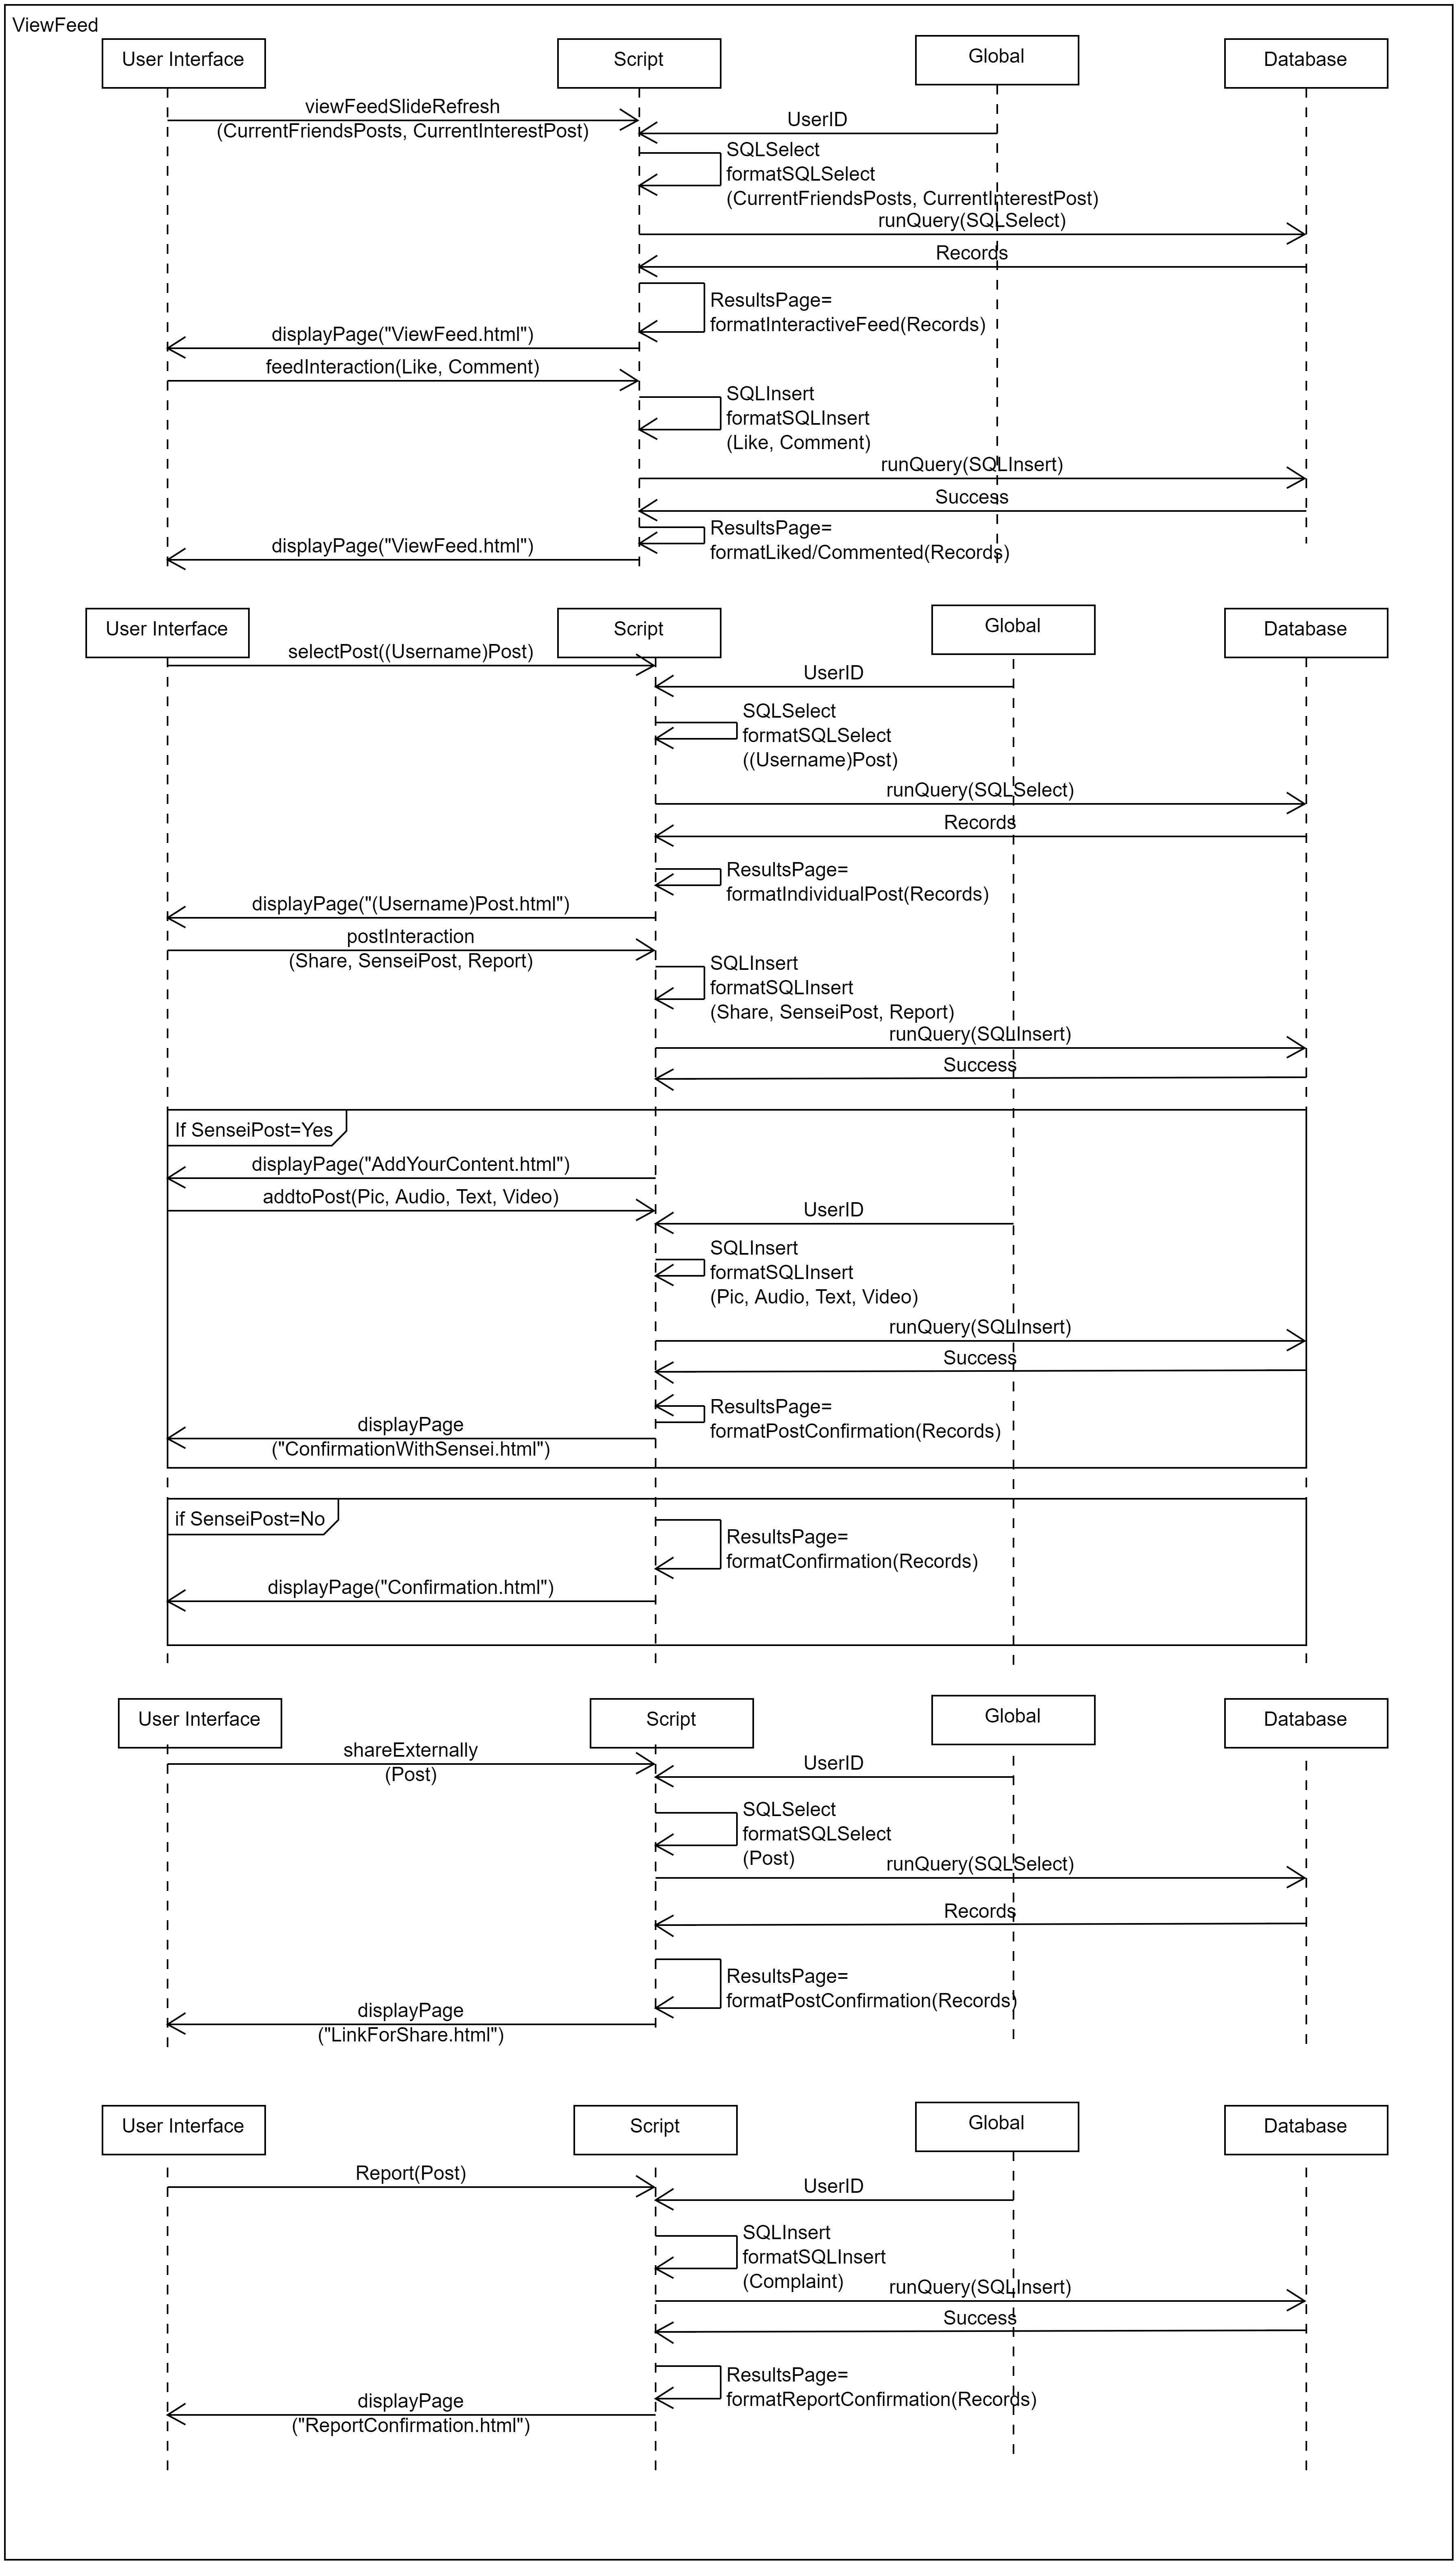 ViewFeed
User Interface
Script
Global
Database
viewFeedSlideRefresh
(CurrentFriendsPosts, CurrentInterestPost)
UserID
SQLSelect
formatSQLSelect
(CurrentFriendsPosts, CurrentInterestPost)
runQuery(SQLSelect)
Records
ResultsPage=
formatInteractiveFeed(Records)
displayPage("ViewFeed.html")
feedInteraction(Like, Comment)
SQLInsert
formatSQLInsert
(Like, Comment)
runQuery(SQLInsert)
Success
ResultsPage=
formatLiked/Commented(Records)
displayPage("ViewFeed.html")
User Interface
Script
Global
Database
selectPost((Username)Post)
UserID
SQLSelect
formatSQLSelect
((Username)Post)
runQuery(SQLSelect)
Records
ResultsPage=
formatIndividualPost(Records)
displayPage("(Username)Post.html")
postInteraction
(Share, SenseiPost, Report)
SQLInsert
formatSQLInsert
(Share, SenseiPost, Report)
runQuery(SQLInsert)
Success
If SenseiPost=Yes
displayPage("AddYourContent.html")
addtoPost(Pic, Audio, Text, Video)
UserID
SQLInsert
formatSQLInsert
(Pic, Audio, Text, Video)
runQuery(SQLInsert)
Success
ResultsPage=
formatPostConfirmation(Records)
displayPage
("ConfirmationWithSensei.html")
if SenseiPost=No
ResultsPage=
formatConfirmation(Records)
displayPage("Confirmation.html")
User Interface
Script
Global
Database
shareExternally
(Post)
UserID
SQLSelect
formatSQLSelect
(Post)
runQuery(SQLSelect)
Records
ResultsPage=
formatPostConfirmation(Records)
displayPage
("LinkForShare.html")
User Interface
Script
Global
Database
Report(Post)
UserID
SQLInsert
formatSQLInsert
(Complaint)
runQuery(SQLInsert)
Success
ResultsPage=
formatReportConfirmation(Records)
displayPage
("ReportConfirmation.html")